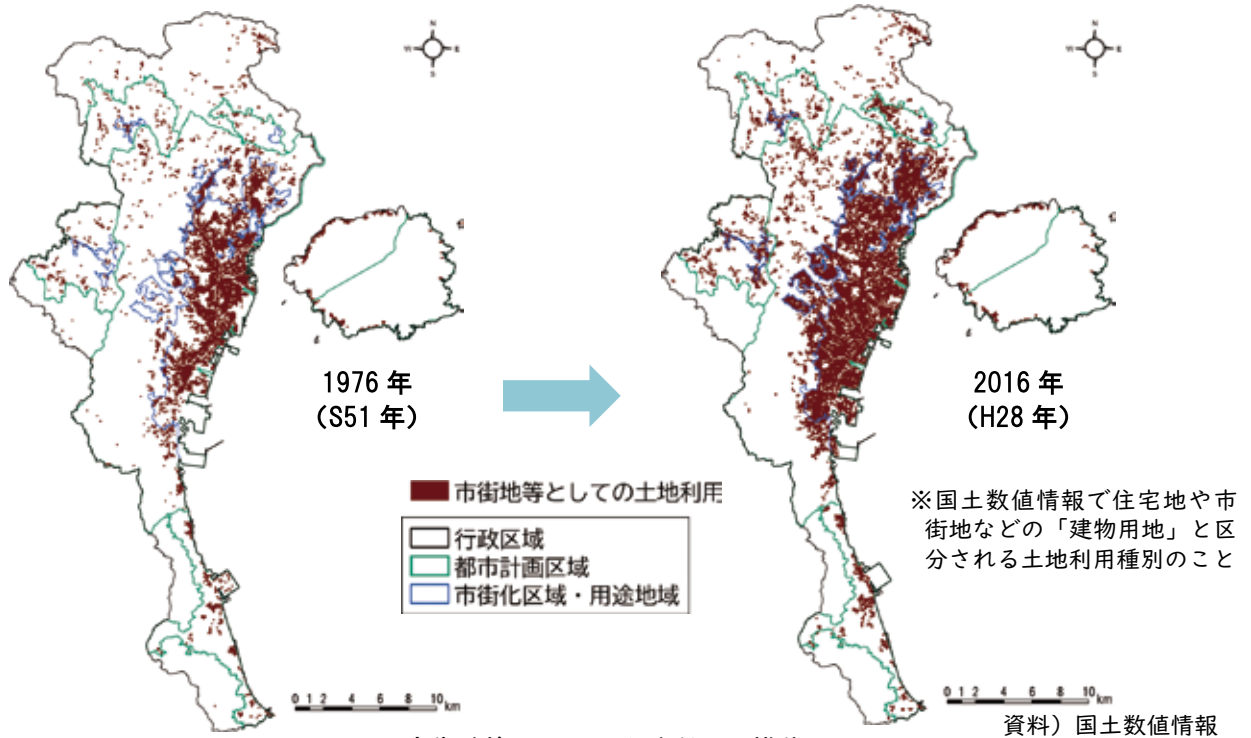 N
W E
S
N
W E
S
1976 年
(S51 年)
2016 年
(H28 年)
市街地等としての土地利用
行政区域
都市計画区域
市街化区域・用途地域
※国土数値情報で住宅地や市
街地などの「建物用地」と区
分される土地利用種別のこと
0 1 2 4 6 8 10
km
0 1 2 4 6 8 10
km
資料）国土数値情報